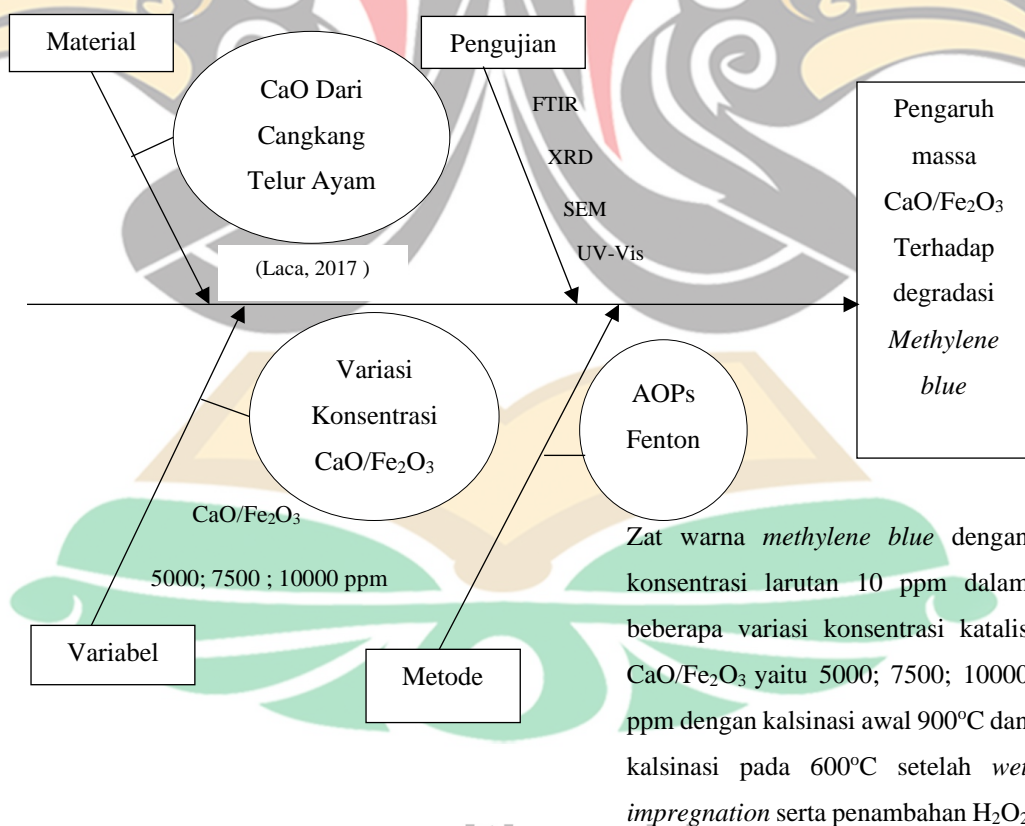 Material
Pengujian
CaO Dari
Cangkang
Telur Ayam
(Laca, 2017 )
FTIR
XRD
SEM
UV-Vis
Pengaruh
massa
CaO/Fe₂O₃
Terhadap
degradasi
Methylene
blue
Variasi
Konsentrasi
CaO/Fe₂O₃
AOPs
Fenton
CaO/Fe₂O₃
5000; 7500 ; 10000 ppm
Variabel
Metode
Zat warna methylene blue dengan
konsentrasi larutan 10 ppm dalam
beberapa variasi konsentrasi katalis
CaO/Fe₂O₃ yaitu 5000; 7500; 10000
ppm dengan kalsinasi awal 900°C dan
kalsinasi pada 600°C setelah wet
impregnation serta penambahan H₂O₂